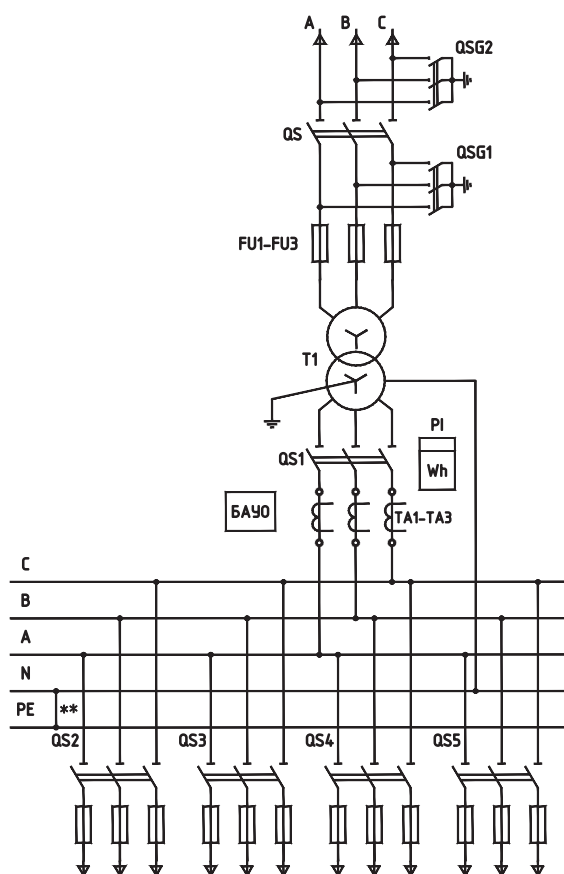 A B C
QSG2
QS
QSG1
FU1-FU3
T1
PI
QS1
Wh
БАУО
TA1-TA3
C
B
A
N
PE **
QS2 QS3 QS4 QS5